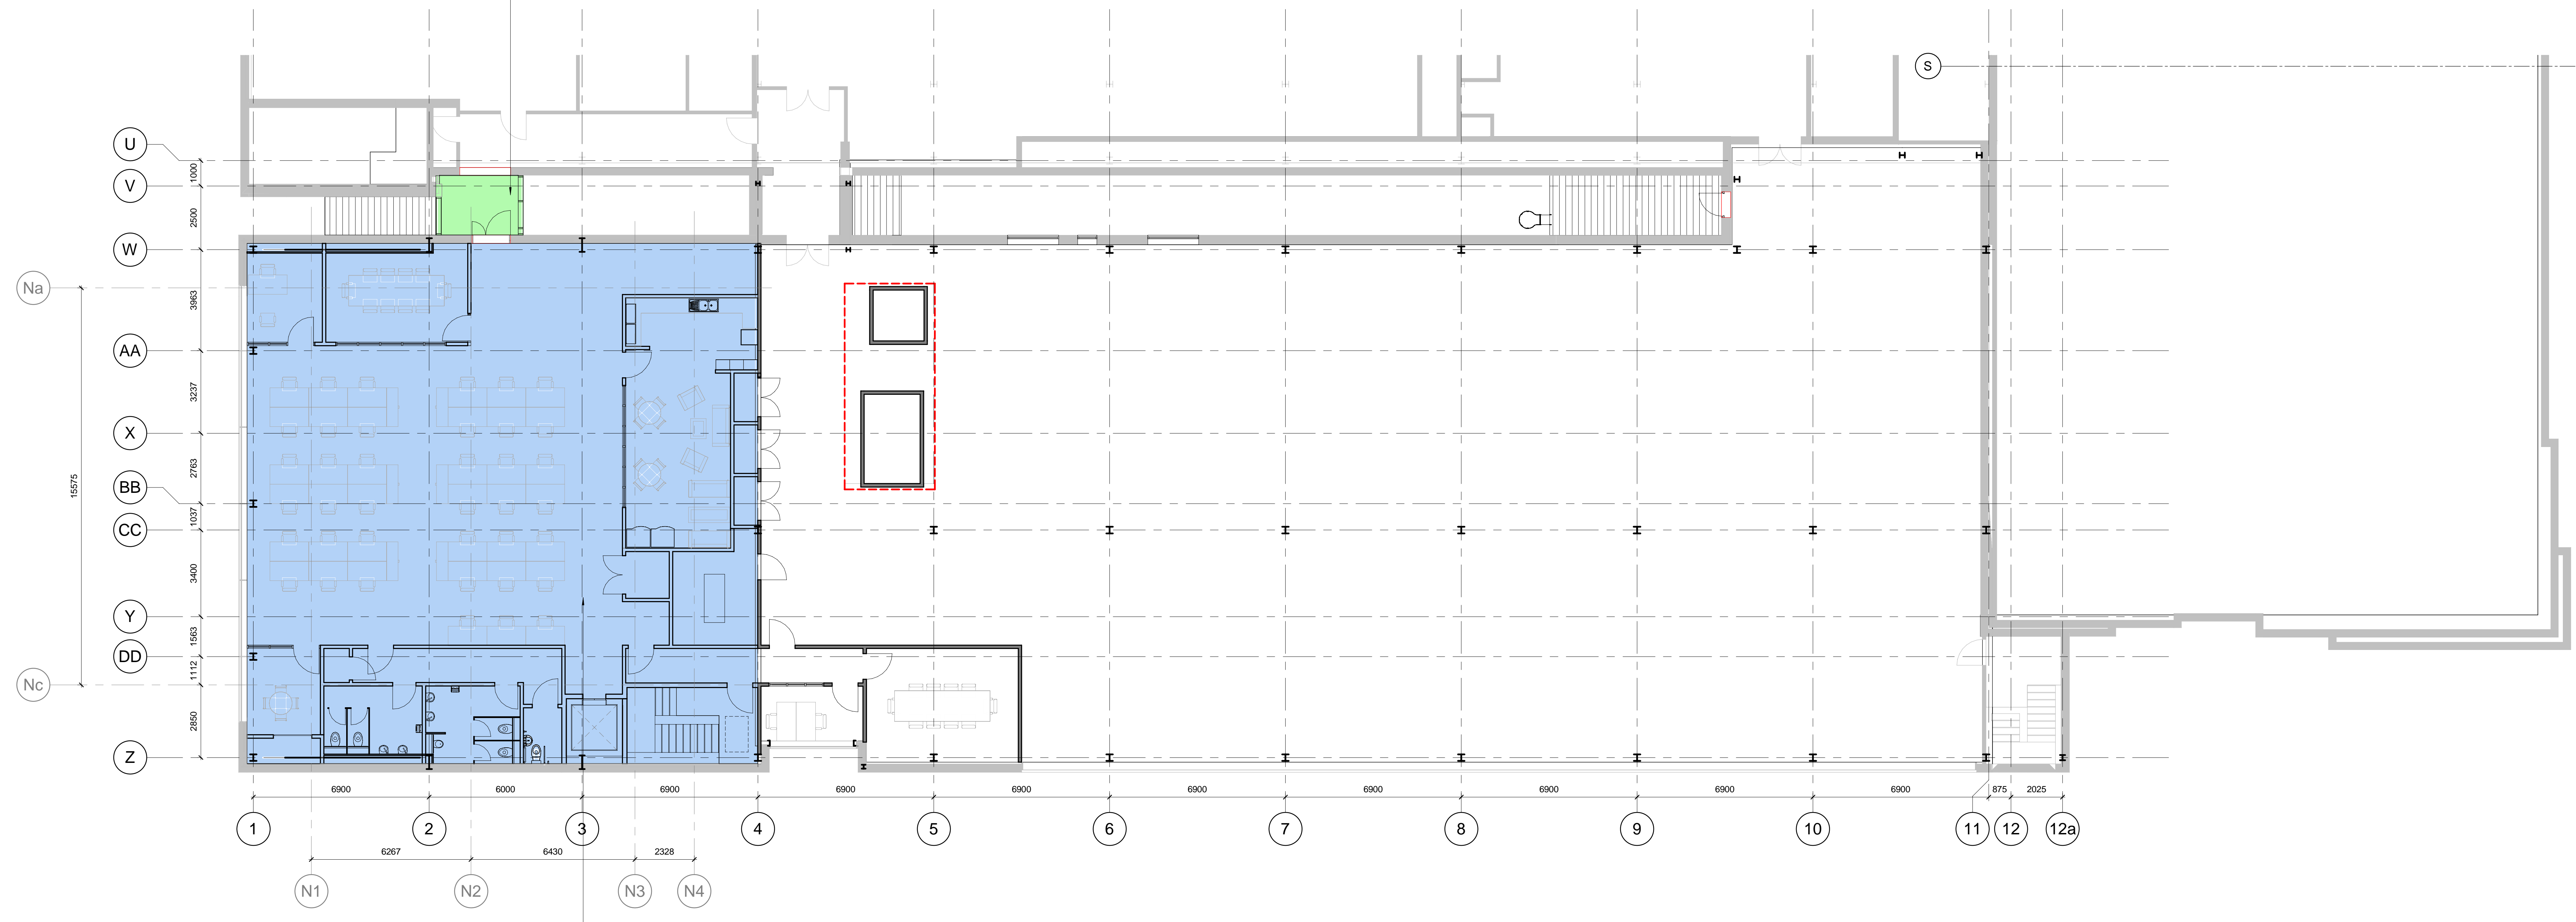 S
U
1000
V
2500
W
Na
3963
AA
3237
X
15575
2763
BB
1037
CC
3400
Y
1563
DD
1112
Nc
2850
Z
6900 6000 6900 6900 6900 6900 6900 6900 6900 6900 875 2025
1 2 3 4 5 6 7 8 9 10 11 12 12a
6267 6430 2328
N1 N2 N3 N4